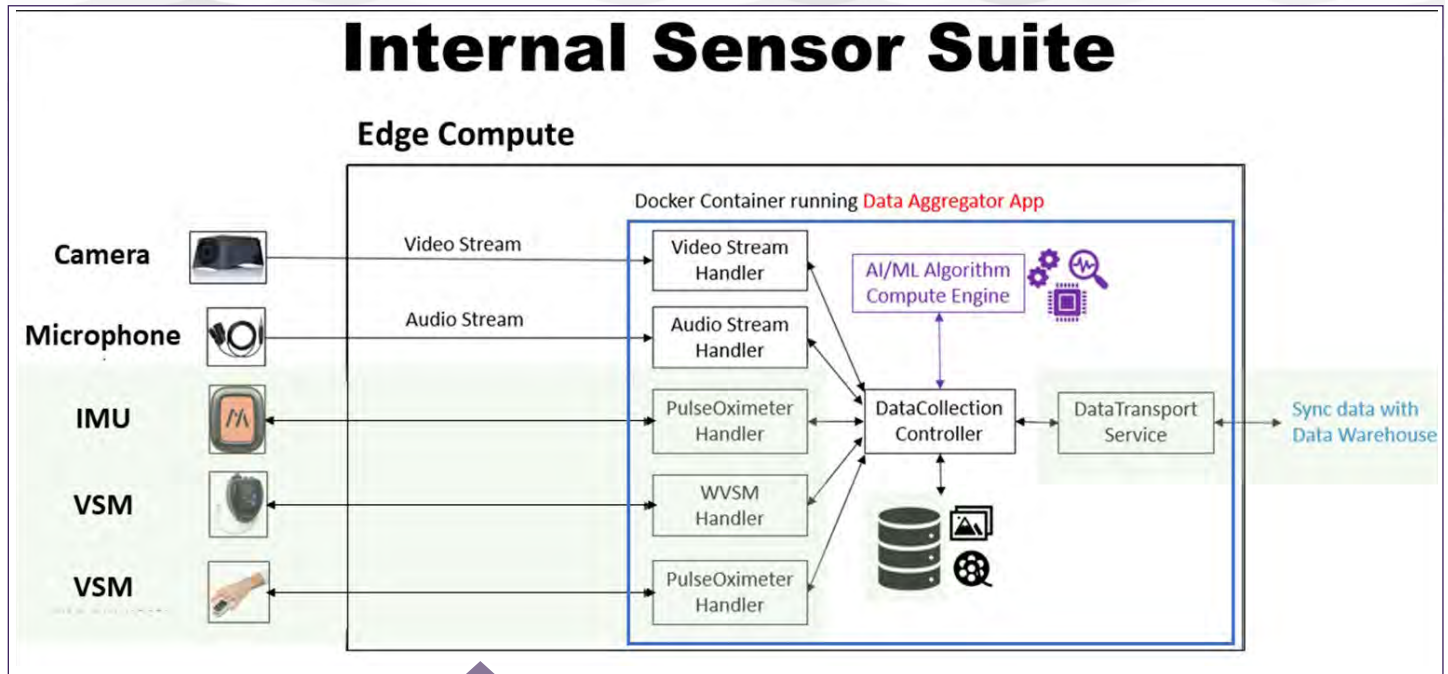 Internal Sensor Suite
Edge Compute
Docker Container running Data Aggregator App
Camera
Video Stream
Video Stream
Handler
AI/ML Algorithm
Compute Engine
Microphone
Audio Stream
Audio Stream
Handler
IMU
PulseOximeter
Handler
DataCollection
Controller
DataTransport
Service
Sync data with
Data Warehouse
VSM
WVSM
Handler
VSM
PulseOximeter
Handler